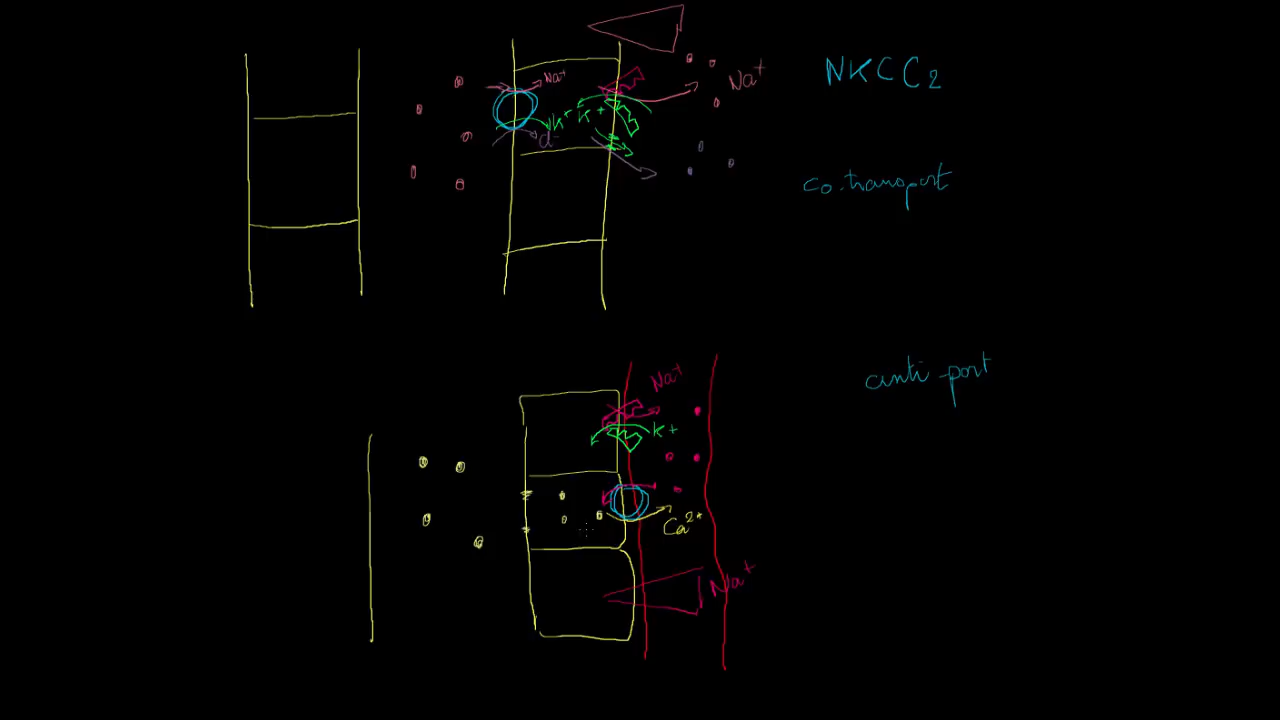 NKCC2
Na+
Na+
K+ K+
cl-
co-transport
anti-port
Na+
K+
Ca2+
Na+